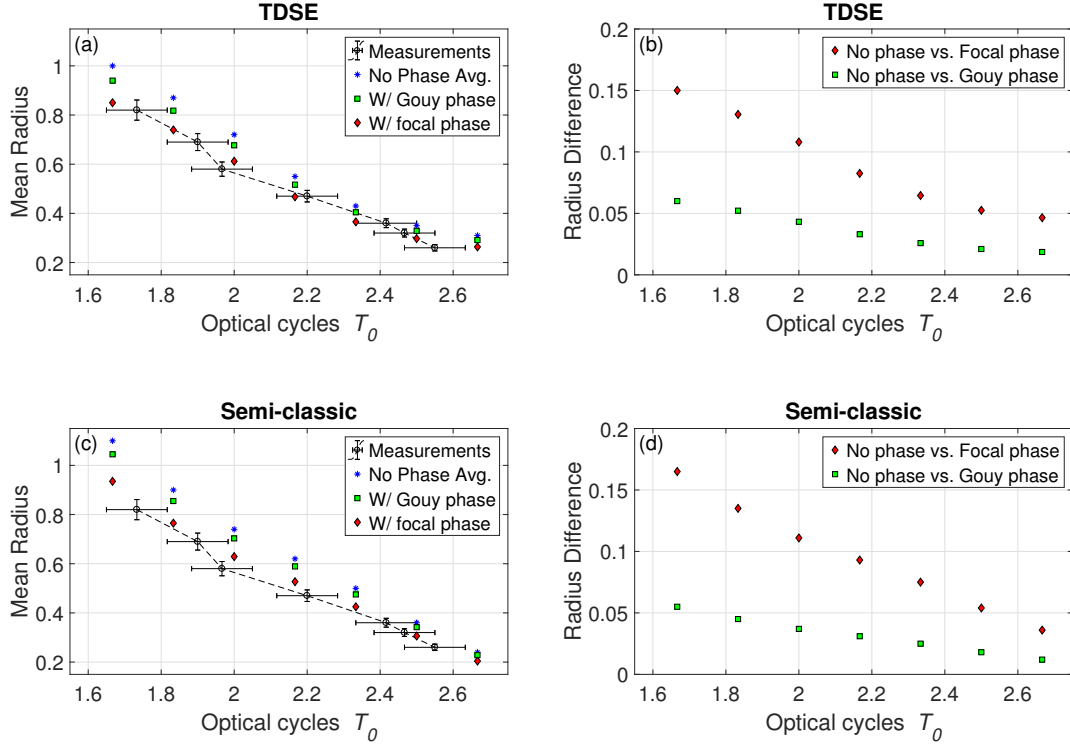 TDSE
(a)
Measurements
No Phase Avg.
W/ Gouy phase
W/ focal phase
1
0.8
0.6
0.4
0.2
Mean Radius
1.6
1.8
2
2.2
2.4
2.6
Optical cycles T0
TDSE
(b)
No phase vs. Focal phase
No phase vs. Gouy phase
0.2
0.15
0.1
0.05
0
Radius Difference
1.6
1.8
2
2.2
2.4
2.6
Optical cycles T0
Semi-classic
(c)
Measurements
No Phase Avg.
W/ Gouy phase
W/ focal phase
1
0.8
0.6
0.4
0.2
Mean Radius
1.6
1.8
2
2.2
2.4
2.6
Optical cycles T0
Semi-classic
(d)
No phase vs. Focal phase
No phase vs. Gouy phase
0.2
0.15
0.1
0.05
0
Radius Difference
1.6
1.8
2
2.2
2.4
2.6
Optical cycles T0